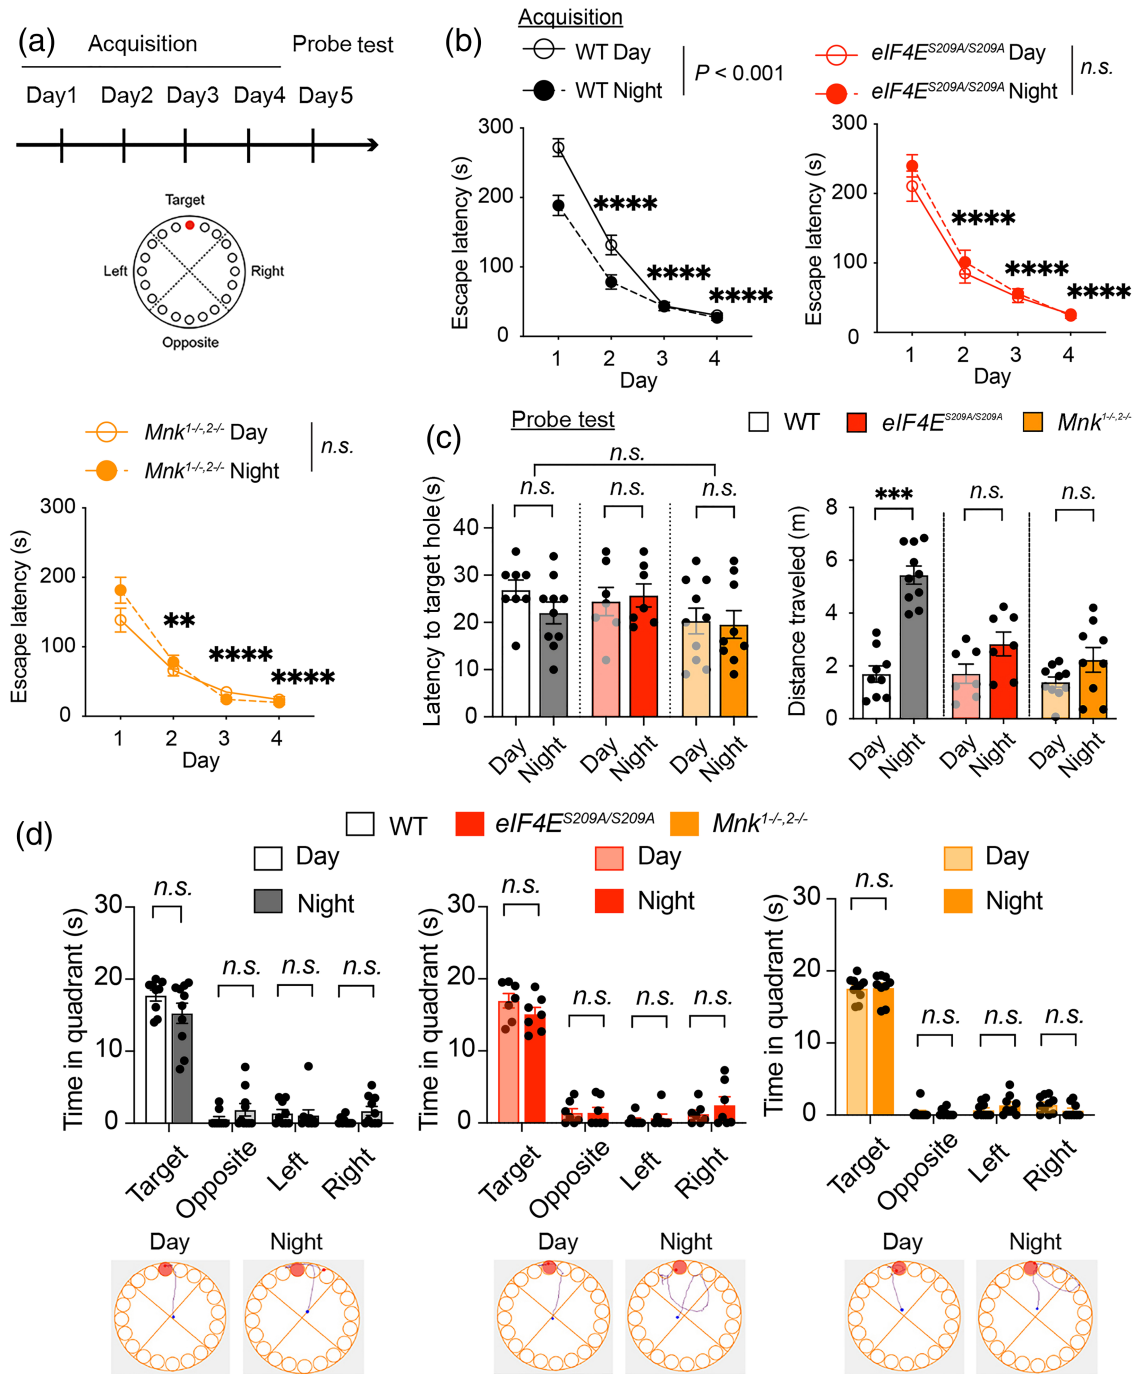 (a)
Acquisition Probe test
Day1 Day2 Day3 Day4 Day5
Target
Left Right
Opposite
(b)
Acquisition
WT Day
WT Night
P < 0.001
Escape latency (s)
300
200
100
0
****
****
****
1 2 3 4
Day
eIF4E^S209A/S209A Day
eIF4E^S209A/S209A Night
n.s.
Escape latency (s)
300
200
100
0
****
****
****
1 2 3 4
Day
Mnk^1-/-,2-/- Day
Mnk^1-/-,2-/- Night
n.s.
Escape latency (s)
300
200
100
0
**
****
****
1 2 3 4
Day
(c)
Probe test
WT eIF4E^S209A/S209A Mnk^1-/-,2-/-
n.s.
n.s. n.s. n.s.
Latency to target hole(s)
40
30
20
10
0
Day Night Day Night Day Night
*** n.s. n.s.
Distance traveled (m)
8
6
4
2
0
Day Night Day Night Day Night
(d)
WT eIF4E^S209A/S209A Mnk^1-/-,2-/-
Day
Night
n.s.
n.s. n.s. n.s.
Time in quadrant (s)
30
20
10
0
Target Opposite Left Right
Day
Night
n.s.
n.s. n.s. n.s.
Time in quadrant (s)
30
20
10
0
Target Opposite Left Right
Day
Night
n.s.
n.s. n.s. n.s.
Time in quadrant (s)
30
20
10
0
Target Opposite Left Right
Day Night Day Night Day Night